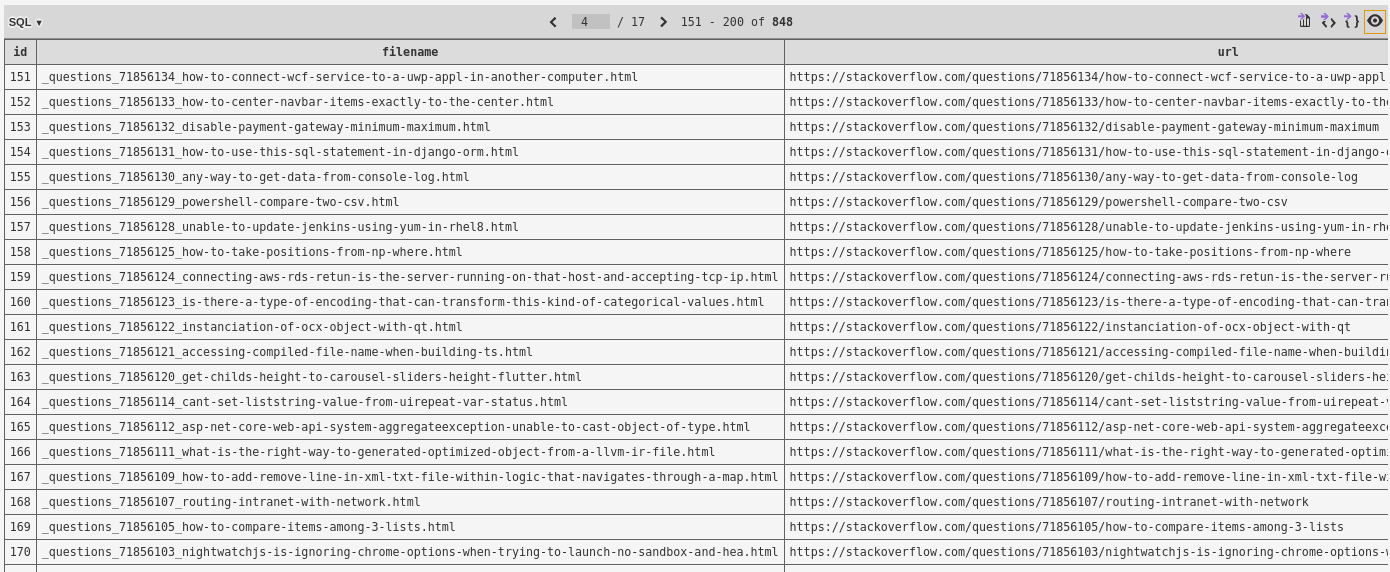 SQL ▼ 4 / 17 151 - 200 of 848
id filename url
151 _questions_71856134_how-to-connect-wcf-service-to-a-uwp-appl-in-another-computer.html https://stackoverflow.com/questions/71856134/how-to-connect-wcf-service-to-a-uwp-appl
152 _questions_71856133_how-to-center-navbar-items-exactly-to-the-center.html https://stackoverflow.com/questions/71856133/how-to-center-navbar-items-exactly-to-the
153 _questions_71856132_disable-payment-gateway-minimum-maximum.html https://stackoverflow.com/questions/71856132/disable-payment-gateway-minimum-maximum
154 _questions_71856131_how-to-use-this-sql-statement-in-django-orm.html https://stackoverflow.com/questions/71856131/how-to-use-this-sql-statement-in-django-
155 _questions_71856130_any-way-to-get-data-from-console-log.html https://stackoverflow.com/questions/71856130/any-way-to-get-data-from-console-log
156 _questions_71856129_powershell-compare-two-csv.html https://stackoverflow.com/questions/71856129/powershell-compare-two-csv
157 _questions_71856128_unable-to-update-jenkins-using-yum-in-rhel8.html https://stackoverflow.com/questions/71856128/unable-to-update-jenkins-using-yum-in-rhe
158 _questions_71856125_how-to-take-positions-from-np-where.html https://stackoverflow.com/questions/71856125/how-to-take-positions-from-np-where
159 _questions_71856124_connecting-aws-rds-retun-is-the-server-running-on-that-host-and-accepting-tcp-ip.html https://stackoverflow.com/questions/71856124/connecting-aws-rds-retun-is-the-server-ru
160 _questions_71856123_is-there-a-type-of-encoding-that-can-transform-this-kind-of-categorical-values.html https://stackoverflow.com/questions/71856123/is-there-a-type-of-encoding-that-can-tran
161 _questions_71856122_instanciation-of-ocx-object-with-qt.html https://stackoverflow.com/questions/71856122/instanciation-of-ocx-object-with-qt
162 _questions_71856121_accessing-compiled-file-name-when-building-ts.html https://stackoverflow.com/questions/71856121/accessing-compiled-file-name-when-buildin
163 _questions_71856120_get-childs-height-to-carousel-sliders-height-flutter.html https://stackoverflow.com/questions/71856120/get-childs-height-to-carousel-sliders-hei
164 _questions_71856114_cant-set-liststring-value-from-uirepeat-var-status.html https://stackoverflow.com/questions/71856114/cant-set-liststring-value-from-uirepeat-v
165 _questions_71856112_asp-net-core-web-api-system-aggregateexception-unable-to-cast-object-of-type.html https://stackoverflow.com/questions/71856112/asp-net-core-web-api-system-aggregateexce
166 _questions_71856111_what-is-the-right-way-to-generated-optimized-object-from-a-llvm-ir-file.html https://stackoverflow.com/questions/71856111/what-is-the-right-way-to-generated-optimi
167 _questions_71856109_how-to-add-remove-line-in-xml-txt-file-within-logic-that-navigates-through-a-map.html https://stackoverflow.com/questions/71856109/how-to-add-remove-line-in-xml-txt-file-wi
168 _questions_71856107_routing-intranet-with-network.html https://stackoverflow.com/questions/71856107/routing-intranet-with-network
169 _questions_71856105_how-to-compare-items-among-3-lists.html https://stackoverflow.com/questions/71856105/how-to-compare-items-among-3-lists
170 _questions_71856103_nightwatchjs-is-ignoring-chrome-options-when-trying-to-launch-no-sandbox-and-hea.html https://stackoverflow.com/questions/71856103/nightwatchjs-is-ignoring-chrome-options-w